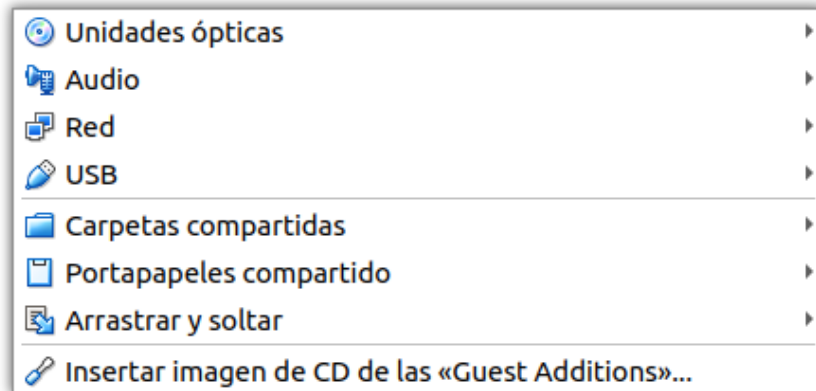 Unidades ópticas
Audio
Red
USB
Carpetas compartidas
Portapapeles compartido
Arrastrar y soltar
Insertar imagen de CD de las «Guest Additions»...